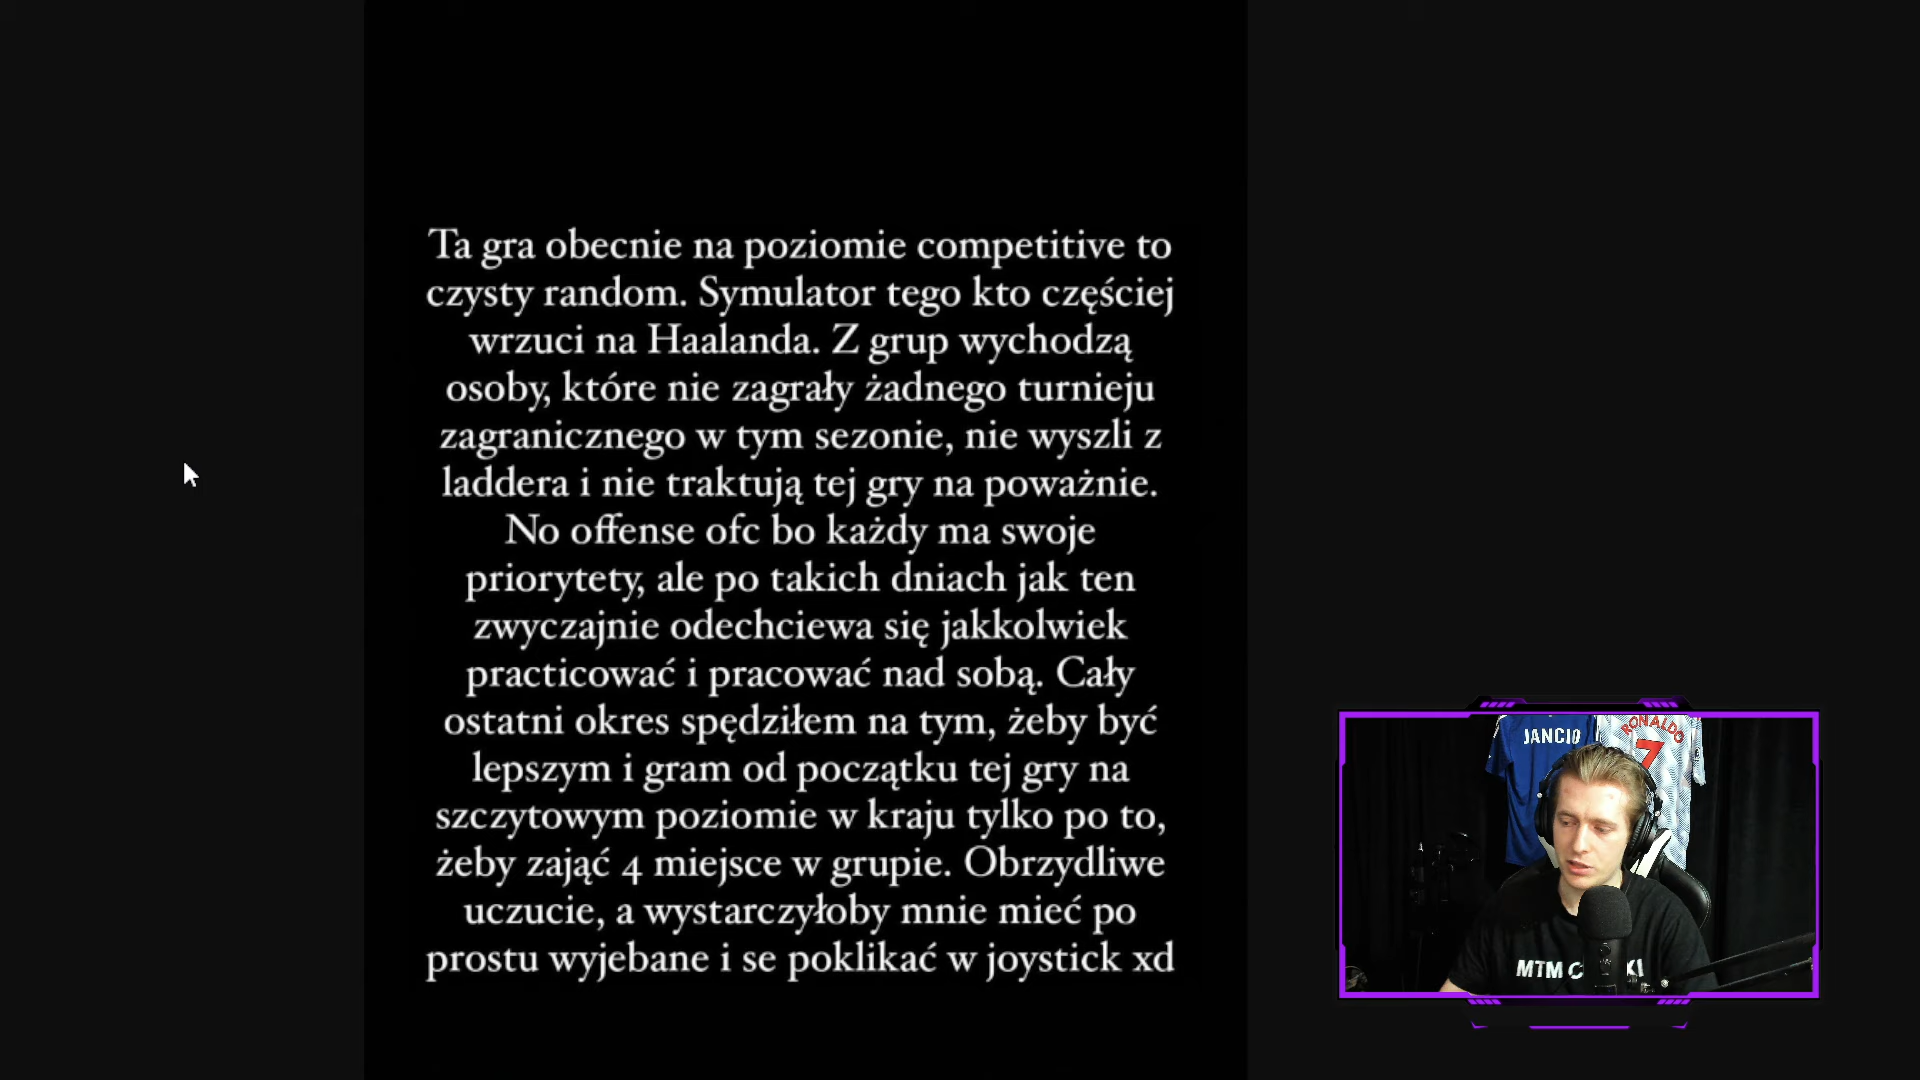 Ta gra obecnie na poziomie competitive to
czysty random. Symulator tego kto częściej
wrzuci na Haalanda. Z grup wychodzą
osoby, które nie zagrały żadnego turnieju
zagranicznego w tym sezonie, nie wyszli z
laddera i nie traktują tej gry na poważnie.
No offense ofc bo każdy ma swoje
priorytety, ale po takich dniach jak ten
zwyczajnie odechciewa się jakkolwiek
practicować i pracować nad sobą. Cały
ostatni okres spędziłem na tym, żeby być
lepszym i gram od początku tej gry na
szczytowym poziomie w kraju tylko po to,
żeby zająć 4 miejsce w grupie. Obrzydliwe
uczucie, a wystarczyłoby mnie mieć po
prostu wyjebane i se poklikać w joystick xd
JANCIO
RONALDO
7
MTM